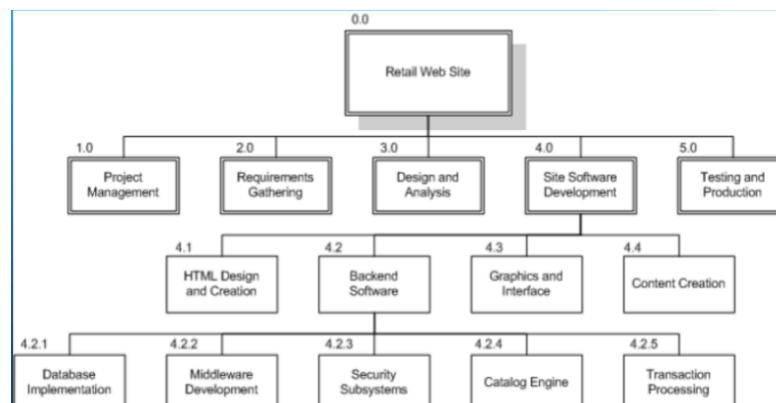 0.0
Retail Web Site
1.0
2.0
3.0
4.0
5.0
Project
Management
Requirements
Gathering
Design and
Analysis
Site Software
Development
Testing and
Production
4.1
4.2
4.3
4.4
HTML Design
and Creation
Backend
Software
Graphics and
Interface
Content Creation
4.2.1
4.2.2
4.2.3
4.2.4
4.2.5
Database
Implementation
Middleware
Development
Security
Subsystems
Catalog Engine
Transaction
Processing